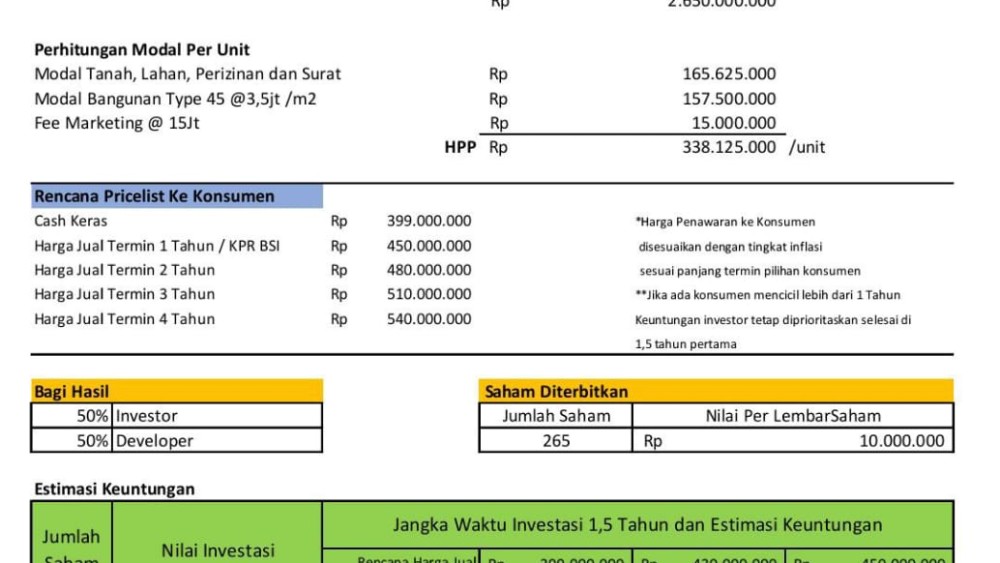 Rp 2.650.000.000
Perhitungan Modal Per Unit
Modal Tanah, Lahan, Perizinan dan Surat Rp 165.625.000
Modal Bangunan Type 45 @3,5jt /m2 Rp 157.500.000
Fee Marketing @ 15Jt Rp 15.000.000
HPP Rp 338.125.000 /unit
Rencana Pricelist Ke Konsumen
Cash Keras Rp 399.000.000 *Harga Penawaran ke Konsumen
Harga Jual Termin 1 Tahun / KPR BSI Rp 450.000.000 disesuaikan dengan tingkat inflasi
Harga Jual Termin 2 Tahun Rp 480.000.000 sesuai panjang termin pilihan konsumen
Harga Jual Termin 3 Tahun Rp 510.000.000 **Jika ada konsumen mencicil lebih dari 1 Tahun
Harga Jual Termin 4 Tahun Rp 540.000.000 Keuntungan investor tetap diprioritaskan selesai di
1,5 tahun pertama
Bagi Hasil Saham Diterbitkan
50% Investor Jumlah Saham Nilai Per LembarSaham
50% Developer 265 Rp 10.000.000
Estimasi Keuntungan
Jangka Waktu Investasi 1,5 Tahun dan Estimasi Keuntungan
Jumlah Saham Nilai Investasi
Rencana Harga Jual Rp Rp Rp